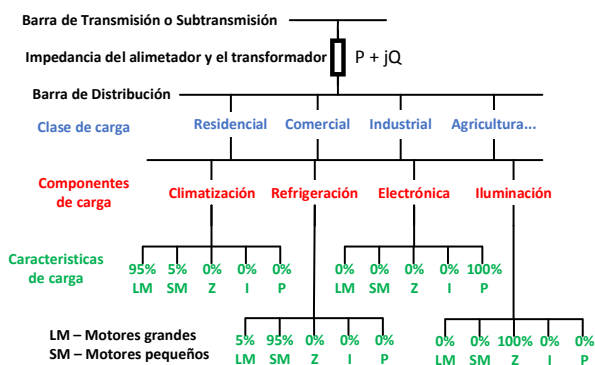 Barra de Transmisión o Subtransmisión
Impedancia del alimetador y el transformador P + jQ
Barra de Distribución
Clase de carga Residencial Comercial Industrial Agricultura...
Componentes
de carga
Climatización Refrigeración Electrónica Iluminación
Caracteristicas
de carga
95% 5% 0% 0% 0%
LM SM Z I P
0% 0% 0% 0% 100%
LM SM Z I P
LM – Motores grandes
SM – Motores pequeños
5% 95% 0% 0% 0%
LM SM Z I P
0% 0% 100% 0% 0%
LM SM Z I P